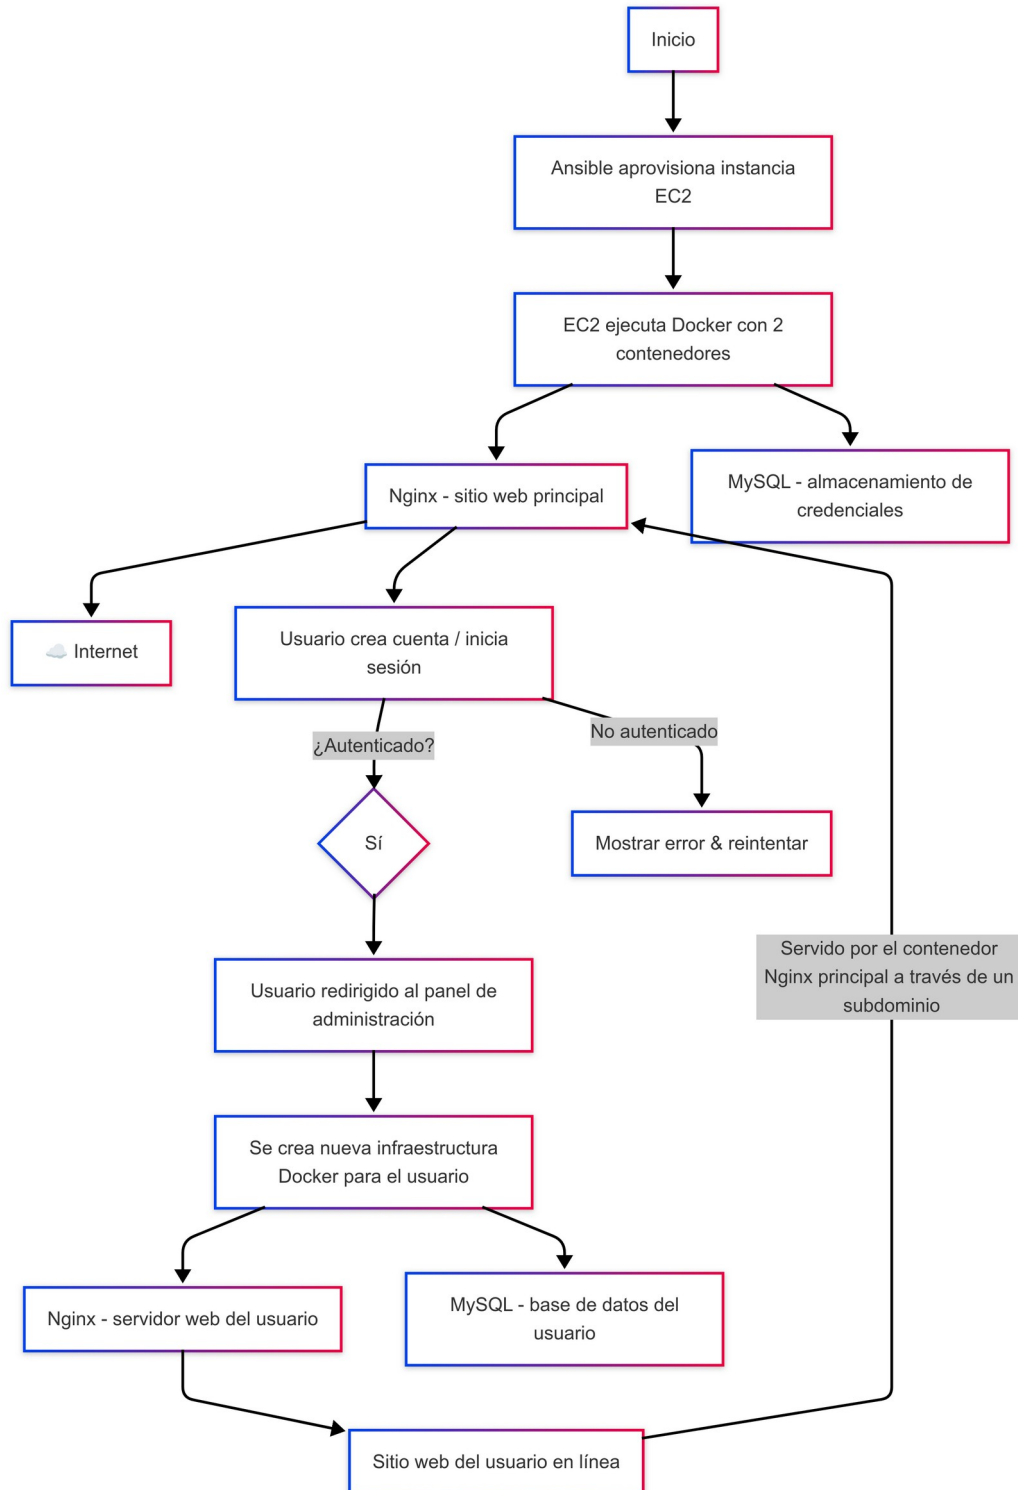 Inicio
Ansible aprovisiona instancia
EC2
EC2 ejecuta Docker con 2
contenedores
Nginx - sitio web principal
MySQL - almacenamiento de
credenciales
Internet
Usuario crea cuenta / inicia
sesión
¿Autenticado?
No autenticado
Sí
Mostrar error & reintentar
Servido por el contenedor
Nginx principal a través de un
subdominio
Usuario redirigido al panel de
administración
Se crea nueva infraestructura
Docker para el usuario
Nginx - servidor web del usuario
MySQL - base de datos del
usuario
Sitio web del usuario en línea